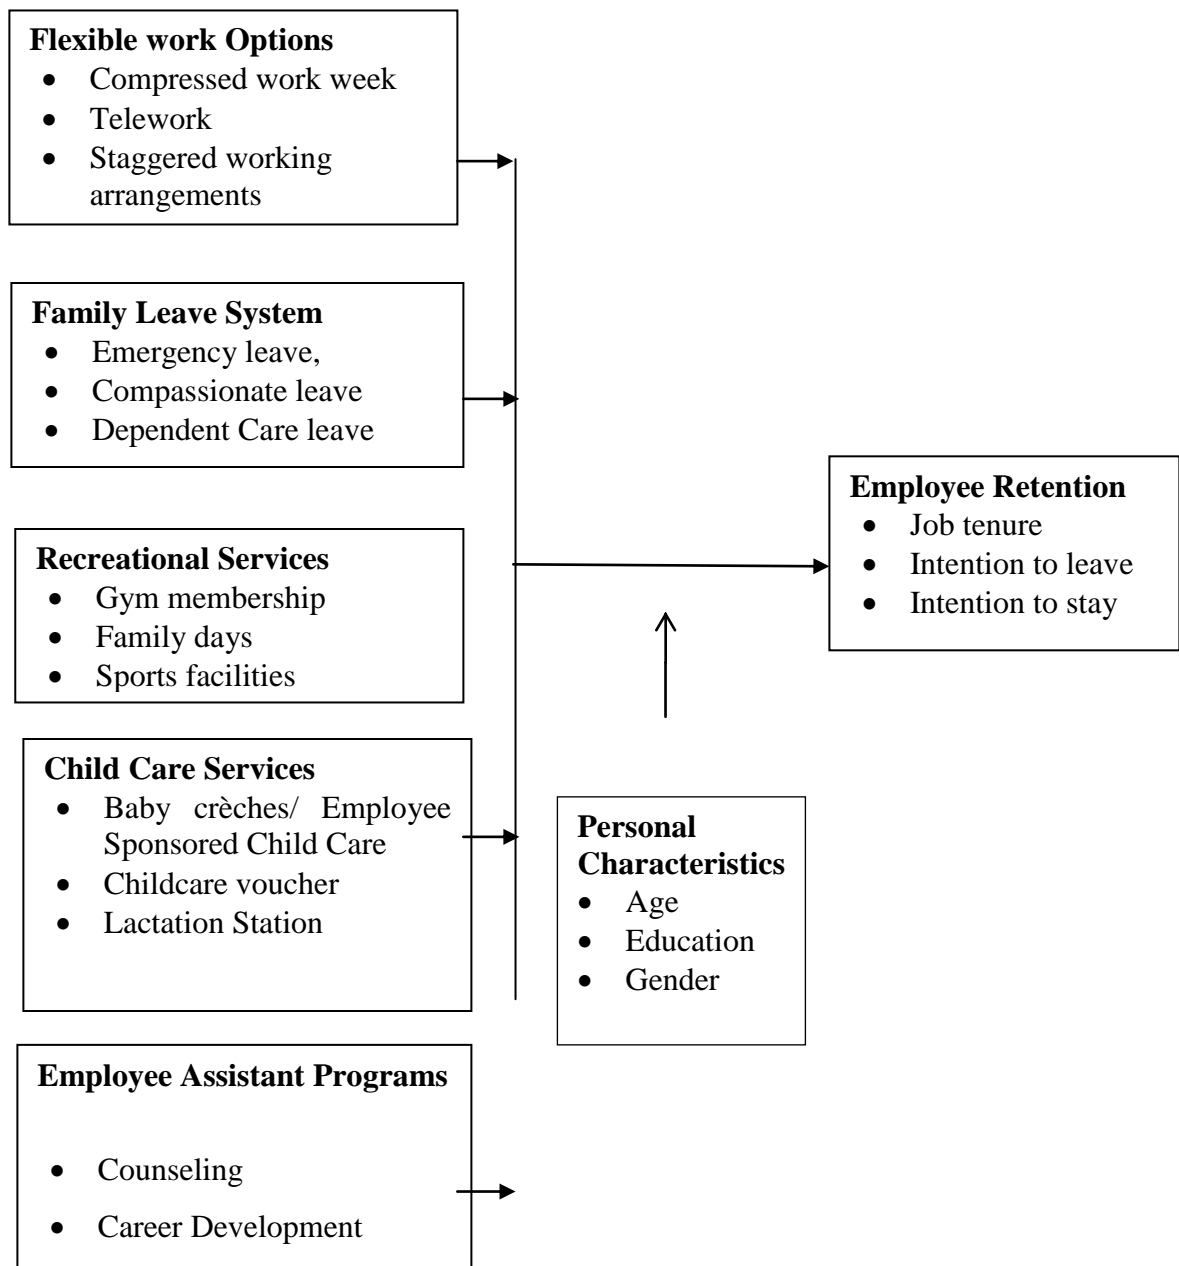 Flexible work Options
• Compressed work week
• Telework
• Staggered working
arrangements
Family Leave System
• Emergency leave,
• Compassionate leave
• Dependent Care leave
Recreational Services
• Gym membership
• Family days
• Sports facilities
Child Care Services
• Baby crèches/ Employee
Sponsored Child Care
• Childcare voucher
• Lactation Station
Employee Assistant Programs
• Counseling
• Career Development
Personal
Characteristics
• Age
• Education
• Gender
Employee Retention
• Job tenure
• Intention to leave
• Intention to stay